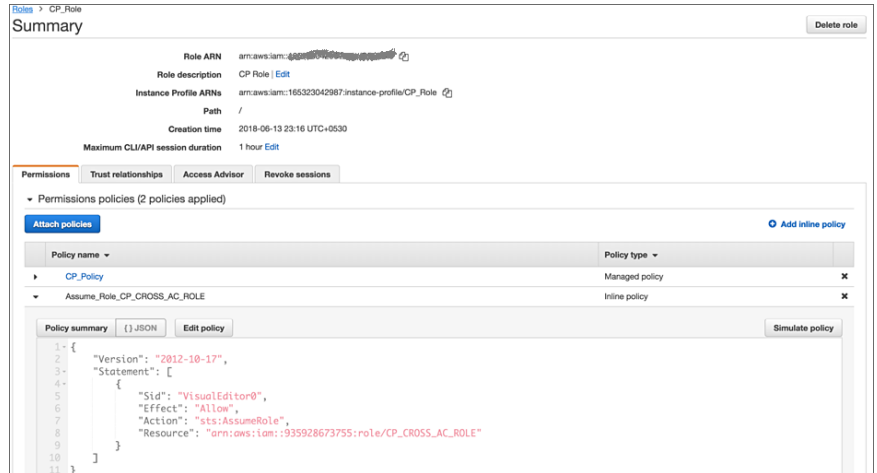 Roles > CP_Role
Summary
Delete role
Role ARN arn:aws:iam::
Role description CP Role | Edit
Instance Profile ARNs arn:aws:iam::165323042987:instance-profile/CP_Role
Path /
Creation time 2018-06-13 23:16 UTC+0530
Maximum CLI/API session duration 1 hour Edit
Permissions Trust relationships Access Advisor Revoke sessions
Permissions policies (2 policies applied)
Attach policies Add inline policy
Policy name Policy type
CP_Policy Managed policy
Assume_Role_CP_CROSS_AC_ROLE Inline policy
Policy summary { } JSON Edit policy Simulate policy
1 {
2 "Version": "2012-10-17",
3 "Statement": [
4 {
5 "Sid": "VisualEditor0",
6 "Effect": "Allow",
7 "Action": "sts:AssumeRole",
8 "Resource": "arn:aws:iam::935928673755:role/CP_CROSS_AC_ROLE"
9 }
10 ]
11 }